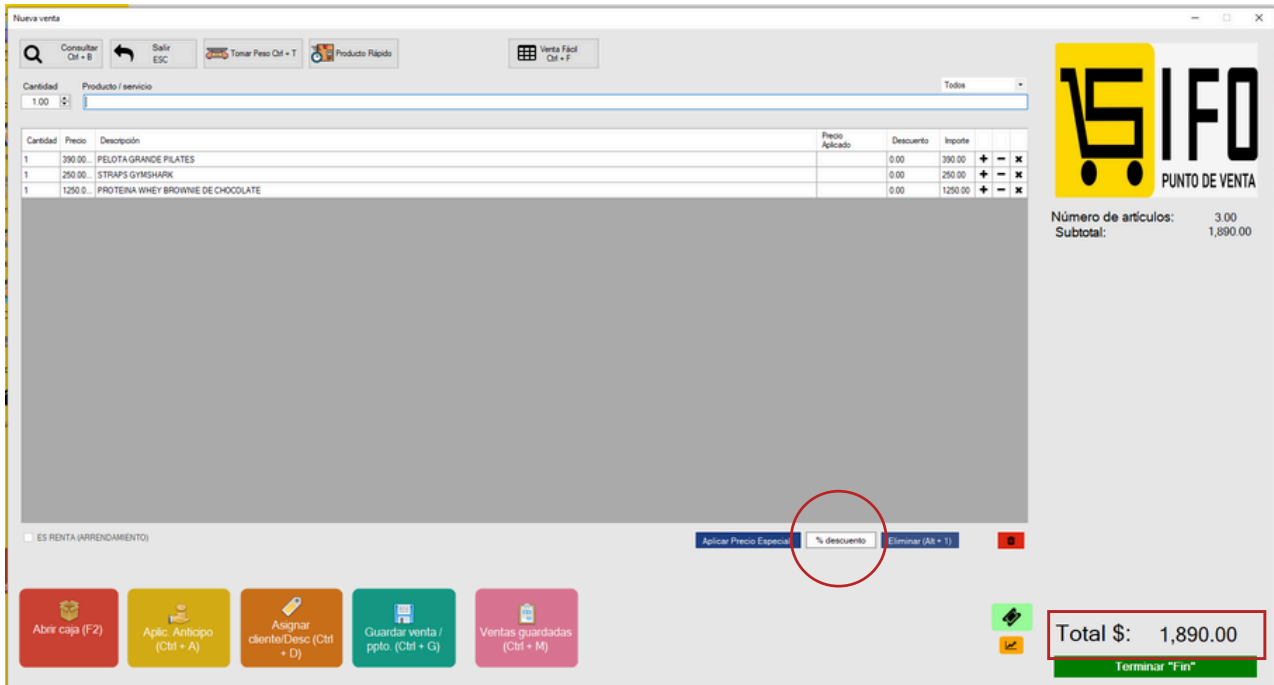 Nueva venta
Consultar
Ctrl + B
Salir
ESC
Tomar Peso Ctrl + T
Producto Rápido
Venta Fácil
Ctrl + F
Cantidad
Producto / servicio
Todos
1.00
Cantidad Precio Descripción Precio Aplicado Descuento Importe
1 390.00... PELOTA GRANDE PILATES 0.00 390.00 + - x
1 250.00... STRAPS GYMSHARK 0.00 250.00 + - x
1 1250.0... PROTEINA WHEY BROWNIE DE CHOCOLATE 0.00 1250.00 + - x
SIFO
PUNTO DE VENTA
Número de artículos: 3.00
Subtotal: 1,890.00
ES RENTA (ARRENDAMIENTO)
Aplicar Precio Especial
% descuento
Eliminar (Alt + 1)
Abrir caja (F2)
Aplic. Anticipo
(Ctrl + A)
Asignar
cliente/Desc (Ctrl
+ D)
Guardar venta /
ppto. (Ctrl + G)
Ventas guardadas
(Ctrl + M)
Total $: 1,890.00
Terminar "Fin"